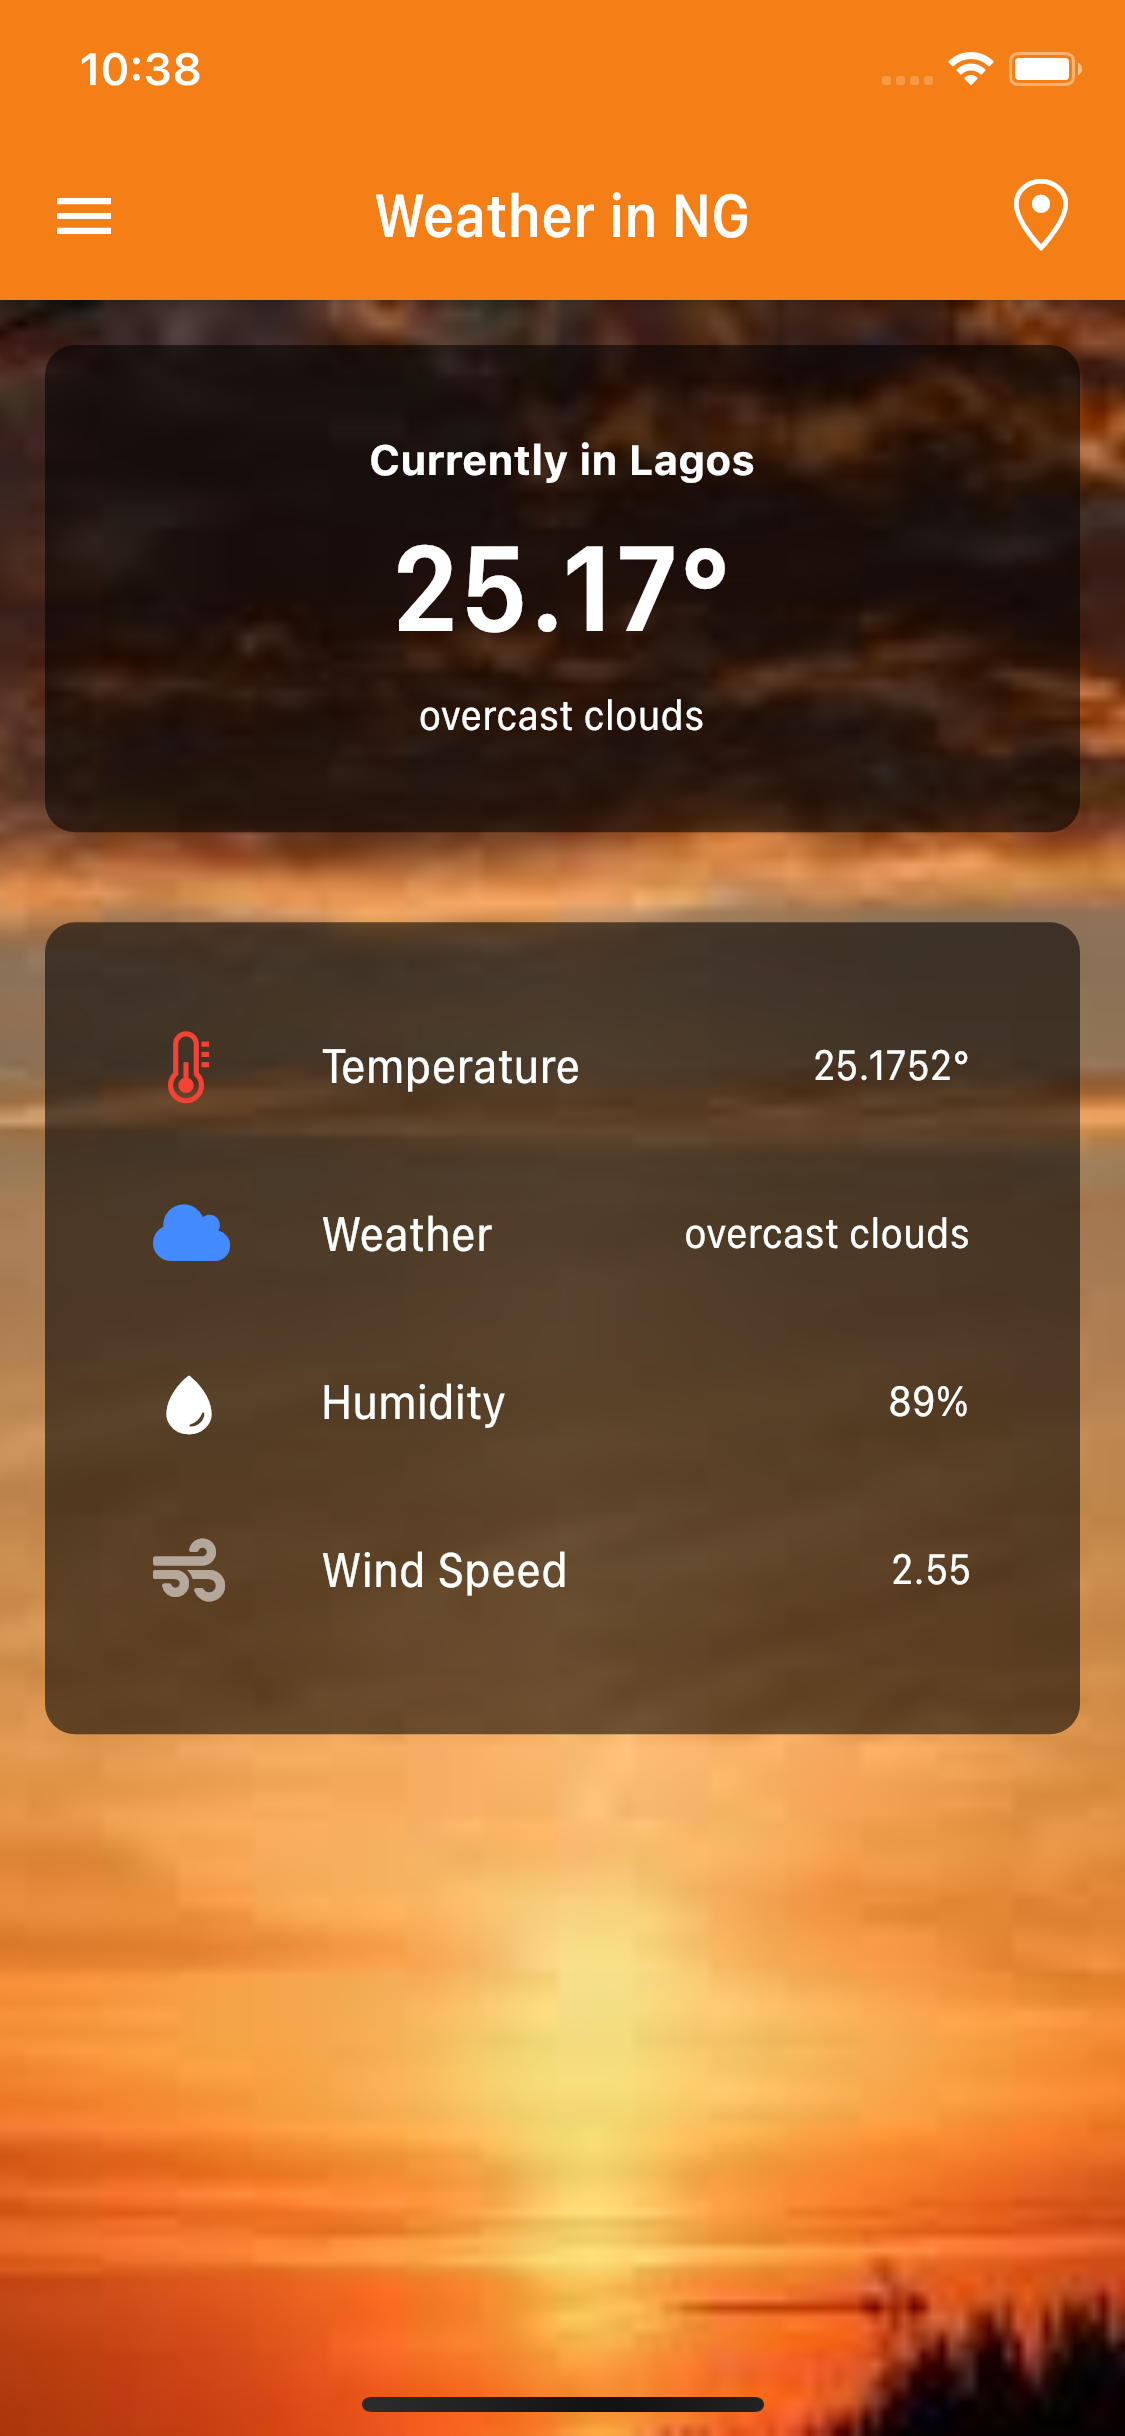 10:38
Weather in NG
Currently in Lagos
25.17°
overcast clouds
Temperature 25.1752°
Weather overcast clouds
Humidity 89%
Wind Speed 2.55